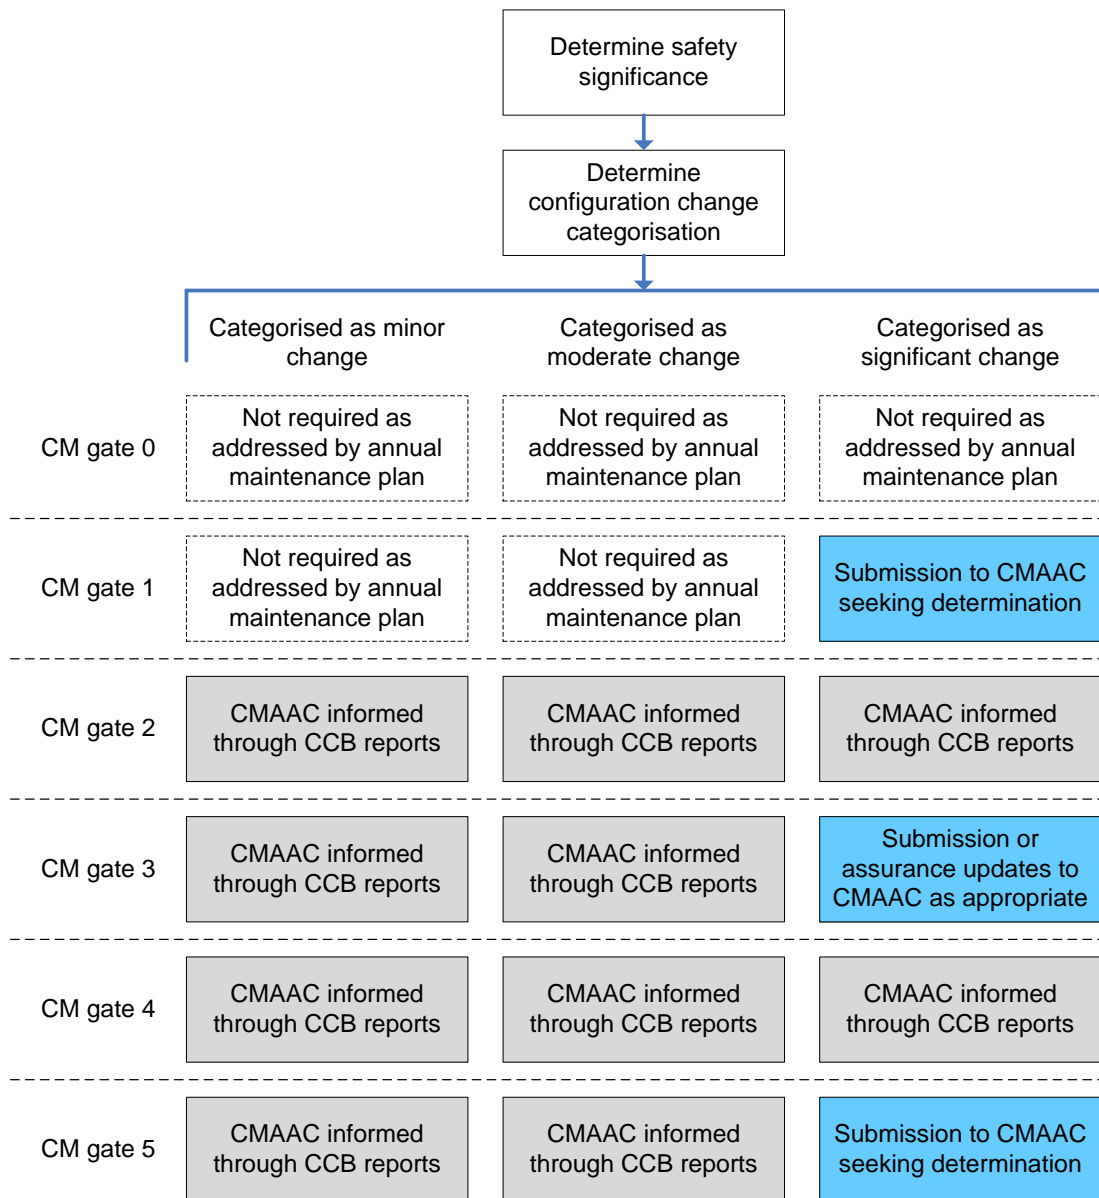 Determine safety
significance
Determine
configuration change
categorisation
Categorised as minor
change
Categorised as
moderate change
Categorised as
significant change
CM gate 0
Not required as
addressed by annual
maintenance plan
Not required as
addressed by annual
maintenance plan
Not required as
addressed by annual
maintenance plan
CM gate 1
Not required as
addressed by annual
maintenance plan
Not required as
addressed by annual
maintenance plan
Submission to CMAAC
seeking determination
CM gate 2
CMAAC informed
through CCB reports
CMAAC informed
through CCB reports
CMAAC informed
through CCB reports
CM gate 3
CMAAC informed
through CCB reports
CMAAC informed
through CCB reports
Submission or
assurance updates to
CMAAC as appropriate
CM gate 4
CMAAC informed
through CCB reports
CMAAC informed
through CCB reports
CMAAC informed
through CCB reports
CM gate 5
CMAAC informed
through CCB reports
CMAAC informed
through CCB reports
Submission to CMAAC
seeking determination